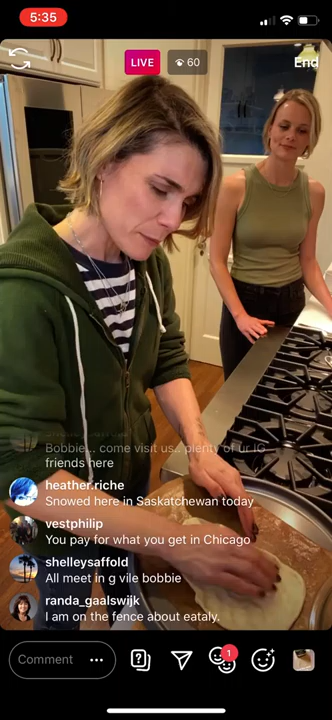 5:35
LIVE
60
End
Bobbie... come visit us.. plenty of ur IG
friends here
heather.riche
Snowed here in Saskatchewan today
vestphilip
You pay for what you get in Chicago
shelleysaffold
All meet in g vile bobbie
randa_gaalswijk
I am on the fence about eataly.
Comment
1